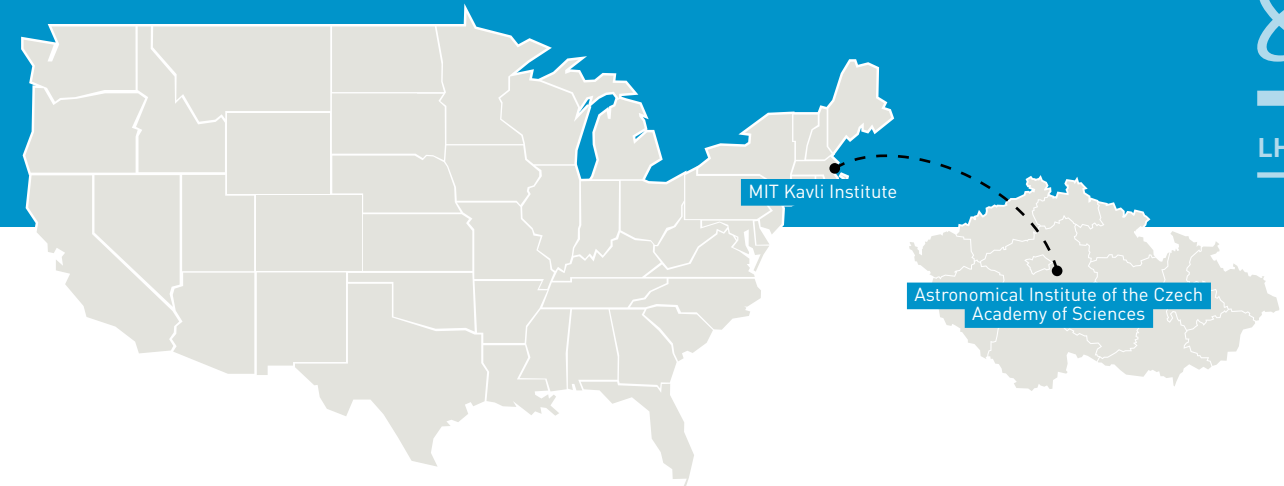 LH
MIT Kavli Institute
Astronomical Institute of the Czech
Academy of Sciences